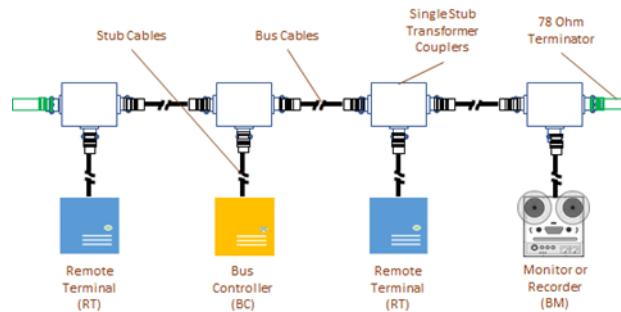 Stub Cables
Bus Cables
Single Stub
Transformer
Couplers
78 Ohm
Terminator
Remote
Terminal
(RT)
Bus
Controller
(BC)
Remote
Terminal
(RT)
Monitor or
Recorder
(BM)